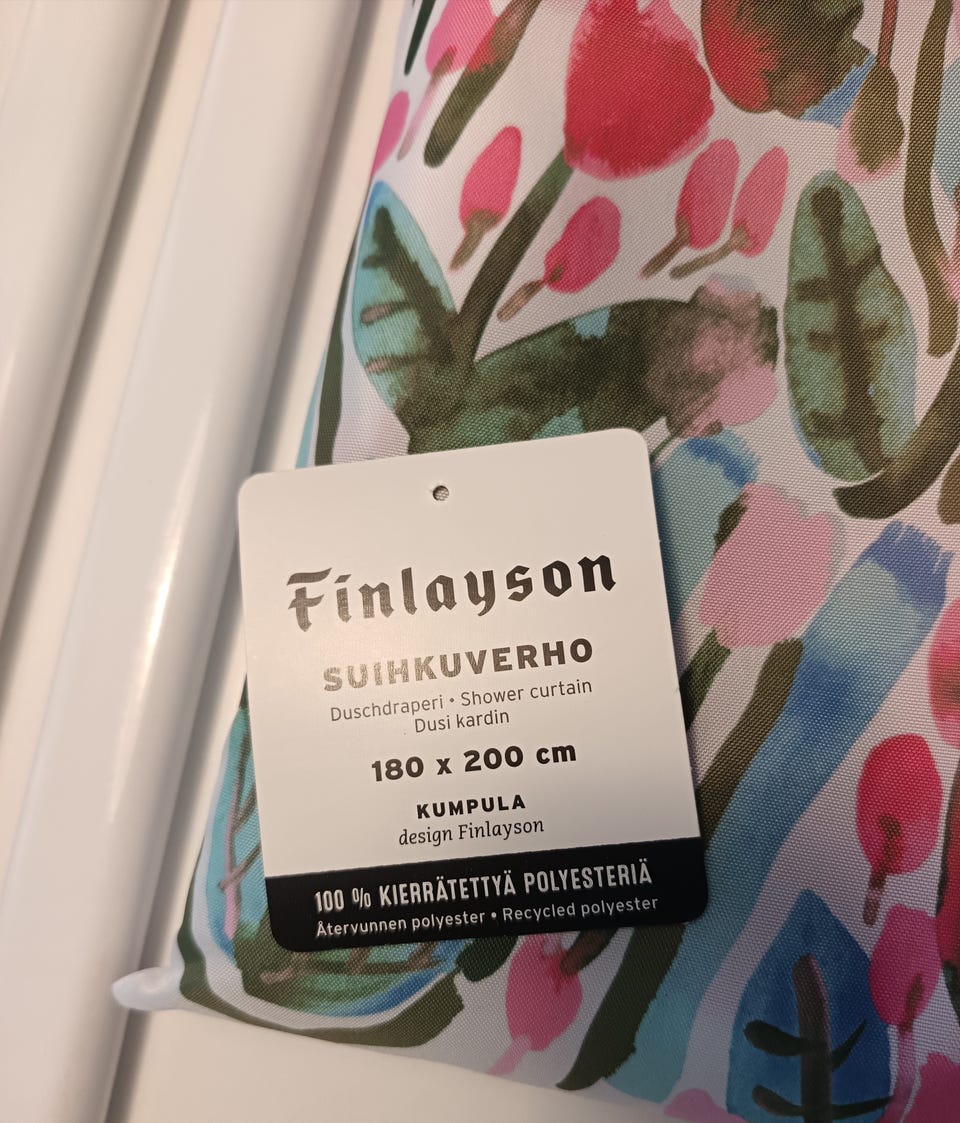 Finlayson
SUIHKUVERHO
Duschdraperi • Shower curtain
Dusi kardin
180 x 200 cm
KUMPULA
design Finlayson
100 % KIERRÄTETTYÄ POLYESTERIÄ
Återvunnen polyester • Recycled polyester